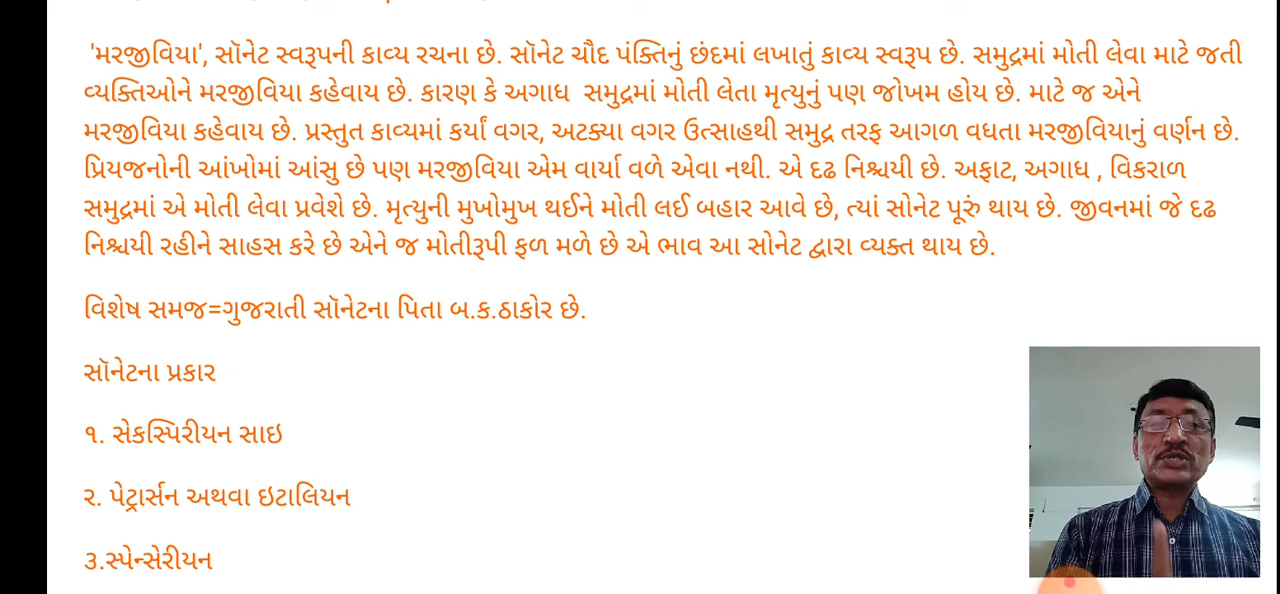 'મરજીવિયા', સૉનેટ સ્વરૂપની કાવ્ય રચના છે. સૉનેટ ચૌદ પંક્તિનું છંદમાં લખાતું કાવ્ય સ્વરૂપ છે. સમુદ્રમાં મોતી લેવા માટે જતી
વ્યક્તિઓને મરજીવિયા કહેવાય છે. કારણ કે અગાધ સમુદ્રમાં મોતી લેતા મૃત્યુનું પણ જોખમ હોય છે. માટે જ એને
મરજીવિયા કહેવાય છે. પ્રસ્તુત કાવ્યમાં કર્યાં વગર, અટક્યા વગર ઉત્સાહથી સમુદ્ર તરફ આગળ વધતા મરજીવિયાનું વર્ણન છે.
પ્રિયજનોની આંખોમાં આંસુ છે પણ મરજીવિયા એમ વાર્યા વળે એવા નથી. એ દઢ નિશ્ચયી છે. અફાટ, અગાધ , વિકરાળ
સમુદ્રમાં એ મોતી લેવા પ્રવેશે છે. મૃત્યુની મુખોમુખ થઈને મોતી લઈ બહાર આવે છે, ત્યાં સોનેટ પૂરું થાય છે. જીવનમાં જે દઢ
નિશ્ચયી રહીને સાહસ કરે છે એને જ મોતીરૂપી ફળ મળે છે એ ભાવ આ સોનેટ દ્વારા વ્યક્ત થાય છે.
વિશેષ સમજ=ગુજરાતી સૉનેટના પિતા બ.ક.ઠાકોર છે.
સૉનેટના પ્રકાર
૧. સેકસ્પિરીયન સાઇ
૨. પેટ્રાર્સન અથવા ઇટાલિયન
૩.સ્પેન્સેરીયન